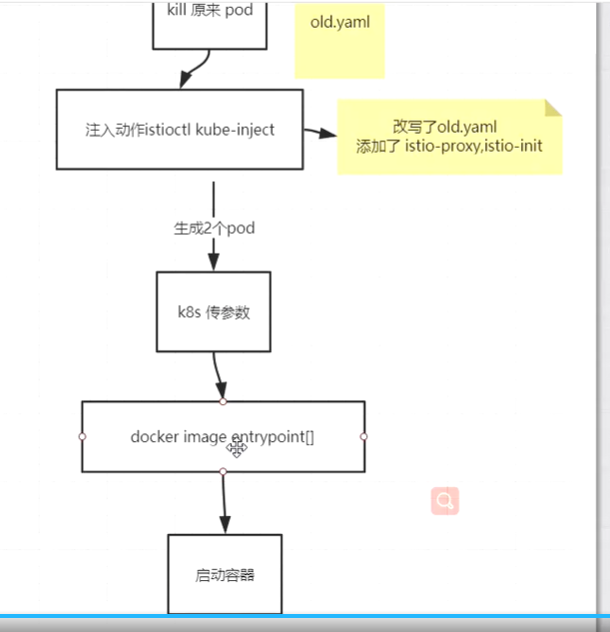 kill 原来 pod
old.yaml
注入动作istioctl kube-inject
改写了old.yaml
添加了 istio-proxy,istio-init
生成2个pod
k8s 传参数
docker image entrypoint[]
启动容器